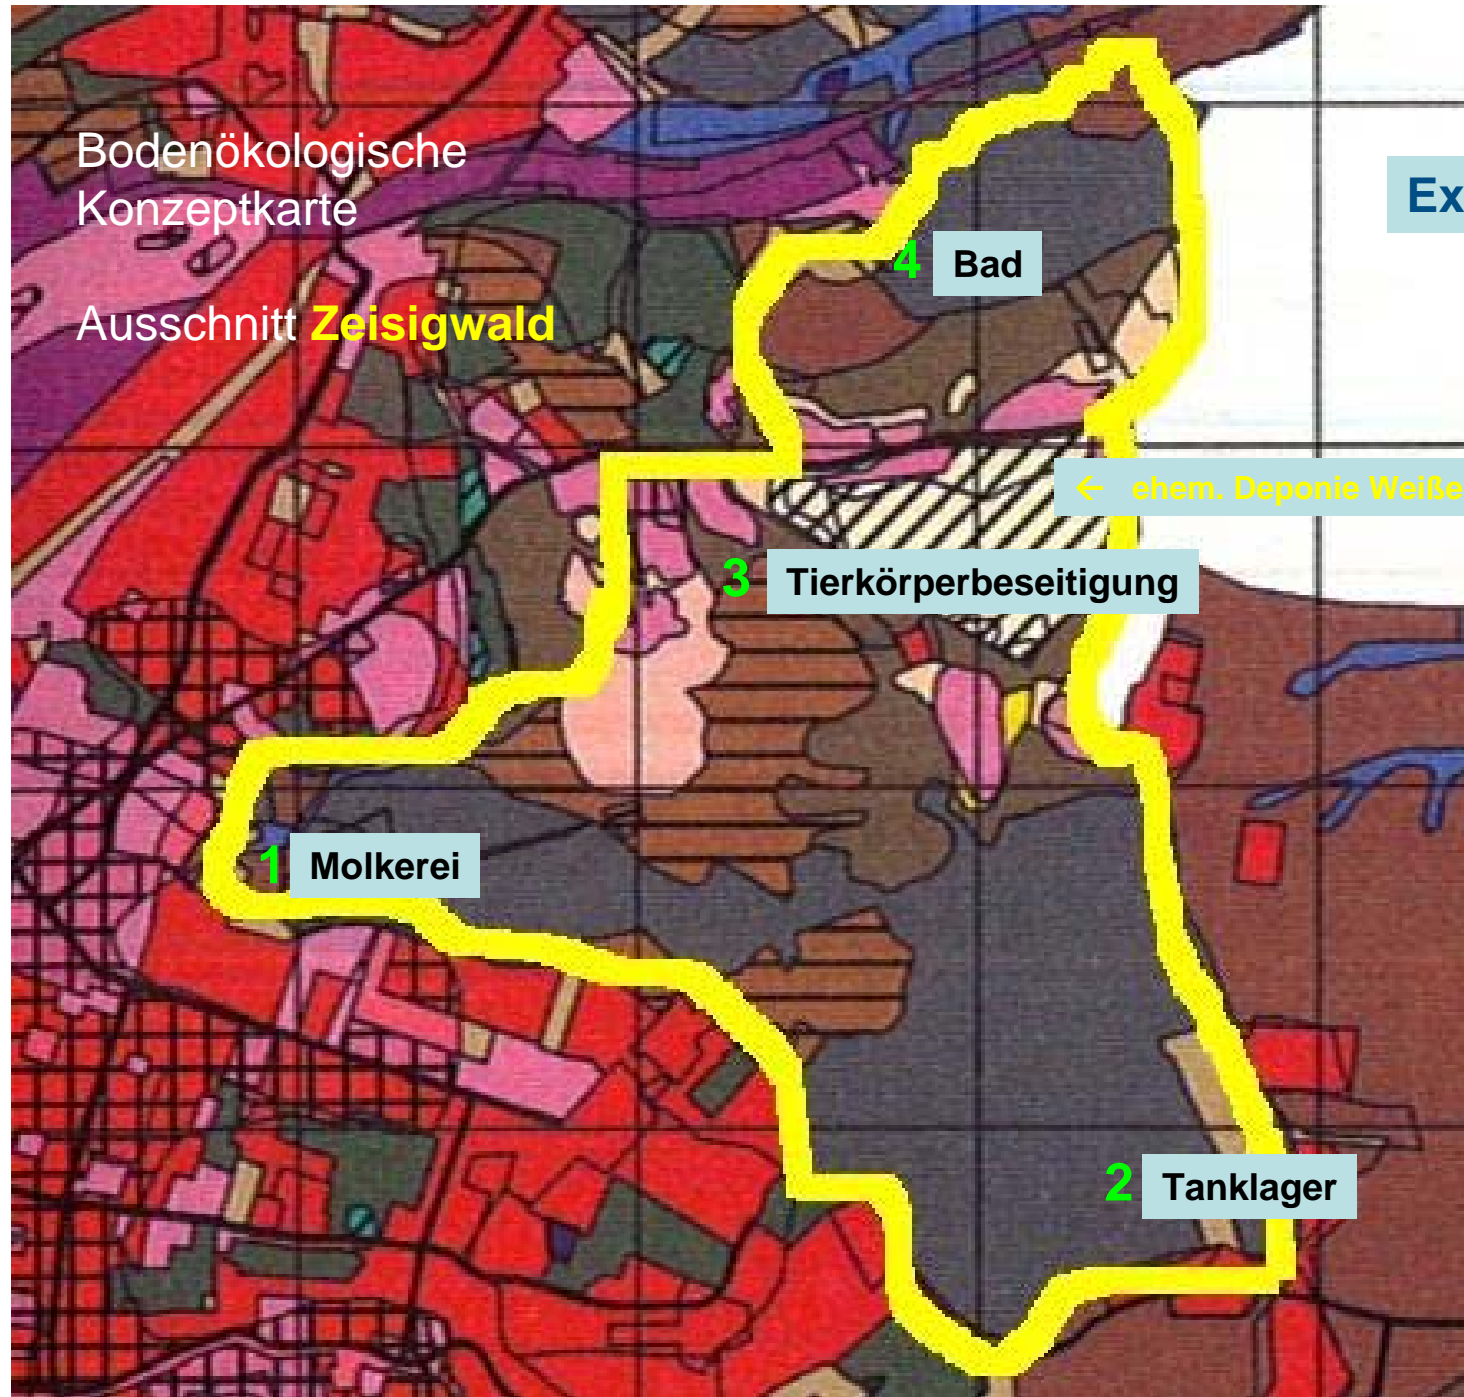 Bodenökologische
Konzeptkarte
Ausschnitt Zeisigwald
Ex
4 Bad
← ehem. Deponie Weiße
3 Tierkörperbeseitigung
1 Molkerei
2 Tanklager